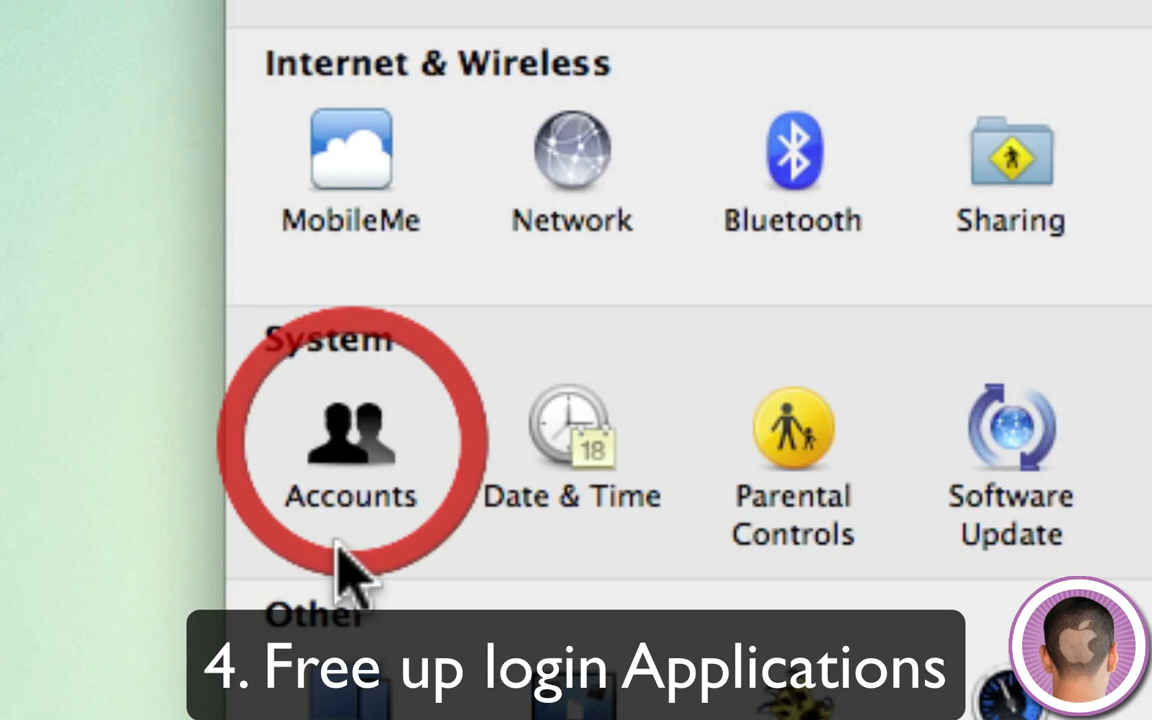 Internet & Wireless
MobileMe Network Bluetooth Sharing
System
Accounts Date & Time Parental Controls Software Update
18
Other
4. Free up login Applications